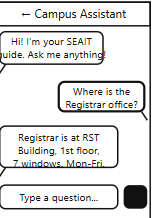 ← Campus Assistant
Hi! I'm your SEAIT
guide. Ask me anything!
Where is the
Registrar office?
Registrar is at RST
Building, 1st floor,
7 windows, Mon-Fri.
Type a question...